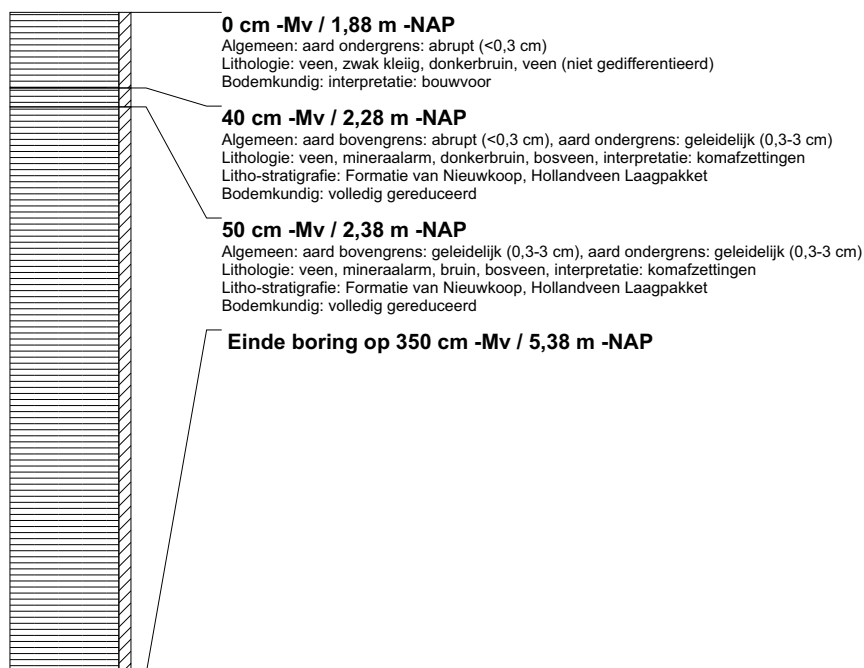 0 cm -Mv / 1,88 m -NAP
Algemeen: aard ondergrens: abrupt (<0,3 cm)
Lithologie: veen, zwak kleiig, donkerbruin, veen (niet gedifferentieerd)
Bodemkundig: interpretatie: bouwvoor
40 cm -Mv / 2,28 m -NAP
Algemeen: aard bovengrens: abrupt (<0,3 cm), aard ondergrens: geleidelijk (0,3-3 cm)
Lithologie: veen, mineraalarm, donkerbruin, bosveen, interpretatie: komafzettingen
Litho-stratigrafie: Formatie van Nieuwkoop, Hollandveen Laagpakket
Bodemkundig: volledig gereduceerd
50 cm -Mv / 2,38 m -NAP
Algemeen: aard bovengrens: geleidelijk (0,3-3 cm), aard ondergrens: geleidelijk (0,3-3 cm)
Lithologie: veen, mineraalarm, bruin, bosveen, interpretatie: komafzettingen
Litho-stratigrafie: Formatie van Nieuwkoop, Hollandveen Laagpakket
Bodemkundig: volledig gereduceerd
Einde boring op 350 cm -Mv / 5,38 m -NAP